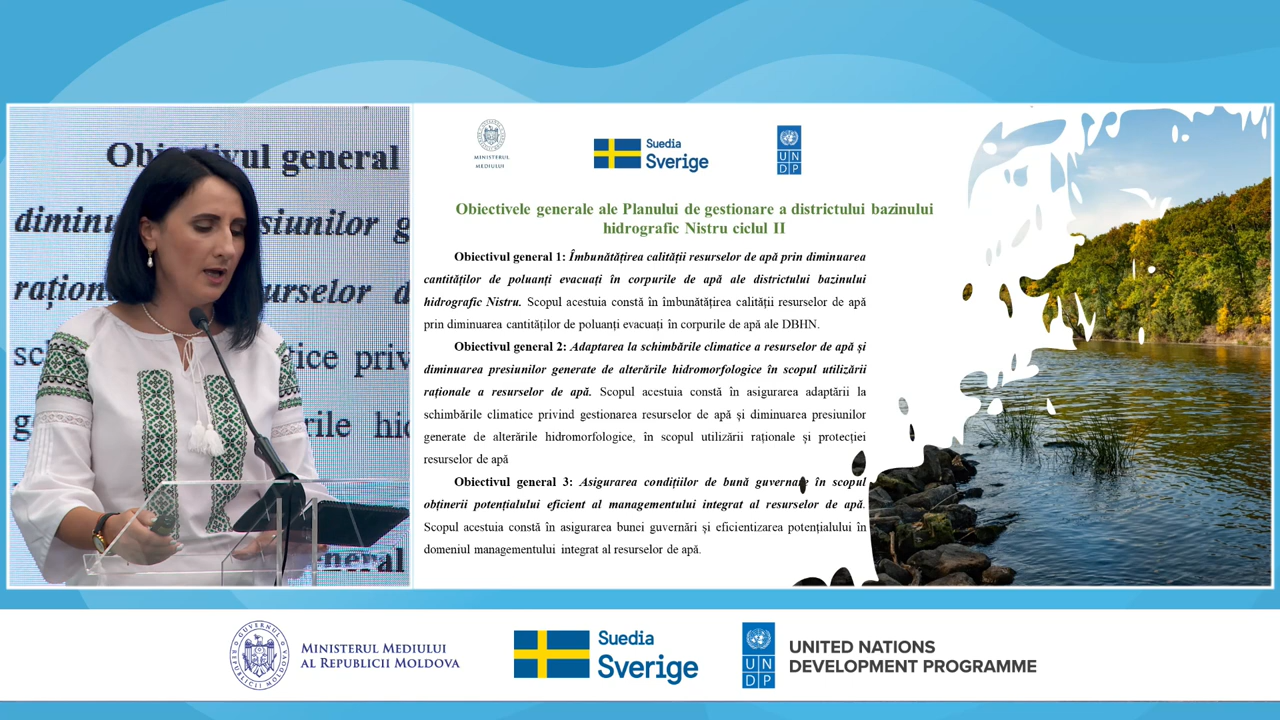 Obiectivul general
diminu siunilor g
rațion urselor d
sc tice priv
g rile hid
neral
MINISTERUL
MEDIULUI
Suedia
Sverige
U N
D P
Obiectivele generale ale Planului de gestionare a districtului bazinului
hidrografic Nistru ciclul II
Obiectivul general 1: Îmbunătățirea calității resurselor de apă prin diminuarea
cantităților de poluanți evacuați în corpurile de apă ale districtului bazinului
hidrografic Nistru. Scopul acestuia constă în îmbunătățirea calității resurselor de apă
prin diminuarea cantităților de poluanți evacuați în corpurile de apă ale DBHN.
Obiectivul general 2: Adaptarea la schimbările climatice a resurselor de apă și
diminuarea presiunilor generate de alterările hidromorfologice în scopul utilizării
raționale a resurselor de apă. Scopul acestuia constă în asigurarea adaptării la
schimbările climatice privind gestionarea resurselor de apă și diminuarea presiunilor
generate de alterările hidromorfologice, în scopul utilizării raționale și protecției
resurselor de apă
Obiectivul general 3: Asigurarea condițiilor de bună guvernare în scopul
obținerii potențialului eficient al managementului integrat al resurselor de apă.
Scopul acestuia constă în asigurarea bunei guvernări și eficientizarea potențialului în
domeniul managementului integrat al resurselor de apă.
GUVERNUL REPUBLICII MOLDOVA
MINISTERUL MEDIULUI
AL REPUBLICII MOLDOVA
Suedia
Sverige
U N
D P
UNITED NATIONS
DEVELOPMENT PROGRAMME